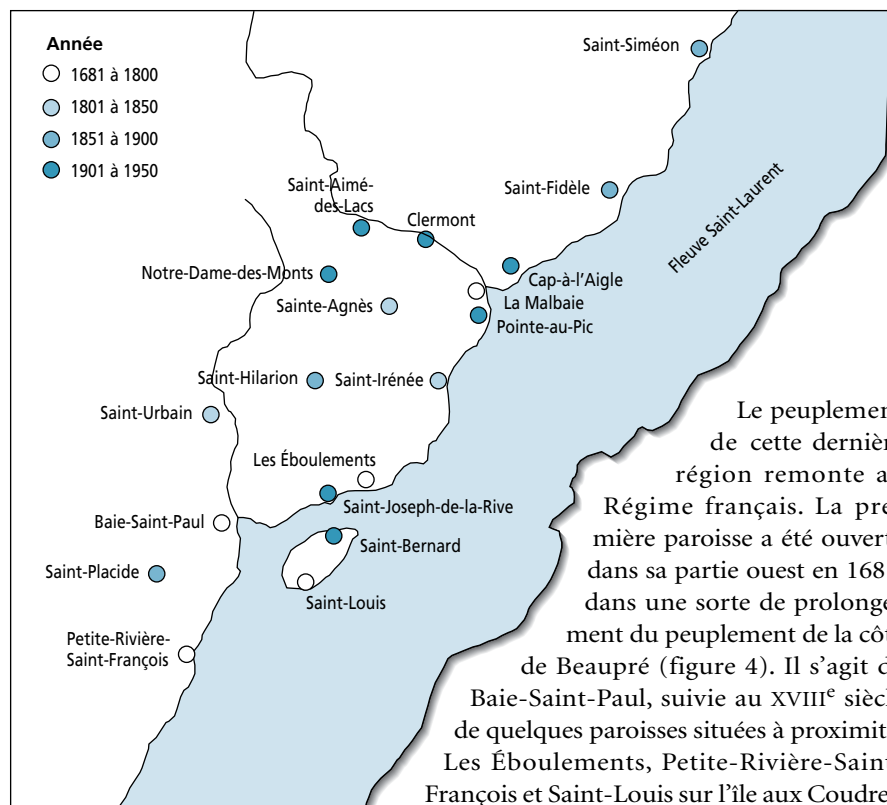 Année
1681 à 1800
1801 à 1850
1851 à 1900
1901 à 1950
Saint-Siméon
Saint-Fidèle
Fleuve Saint-Laurent
Saint-Aimé-
des-Lacs
Clermont
Notre-Dame-des-Monts
Cap-à-l'Aigle
Sainte-Agnès
La Malbaie
Pointe-au-Pic
Saint-Hilarion
Saint-Irénée
Saint-Urbain
Les Éboulements
Saint-Joseph-de-la-Rive
Baie-Saint-Paul
Saint-Bernard
Saint-Placide
Saint-Louis
Petite-Rivière-
Saint-François
Le peuplemen
de cette dernièr
région remonte a
Régime français. La pre
mière paroisse a été ouvert
dans sa partie ouest en 168
dans une sorte de prolonge
ment du peuplement de la côt
de Beaupré (figure 4). Il s'agit d
Baie-Saint-Paul, suivie au XVIIIe siècl
de quelques paroisses situées à proximit
Les Éboulements, Petite-Rivière-Saint
François et Saint-Louis sur l'île aux Coudre